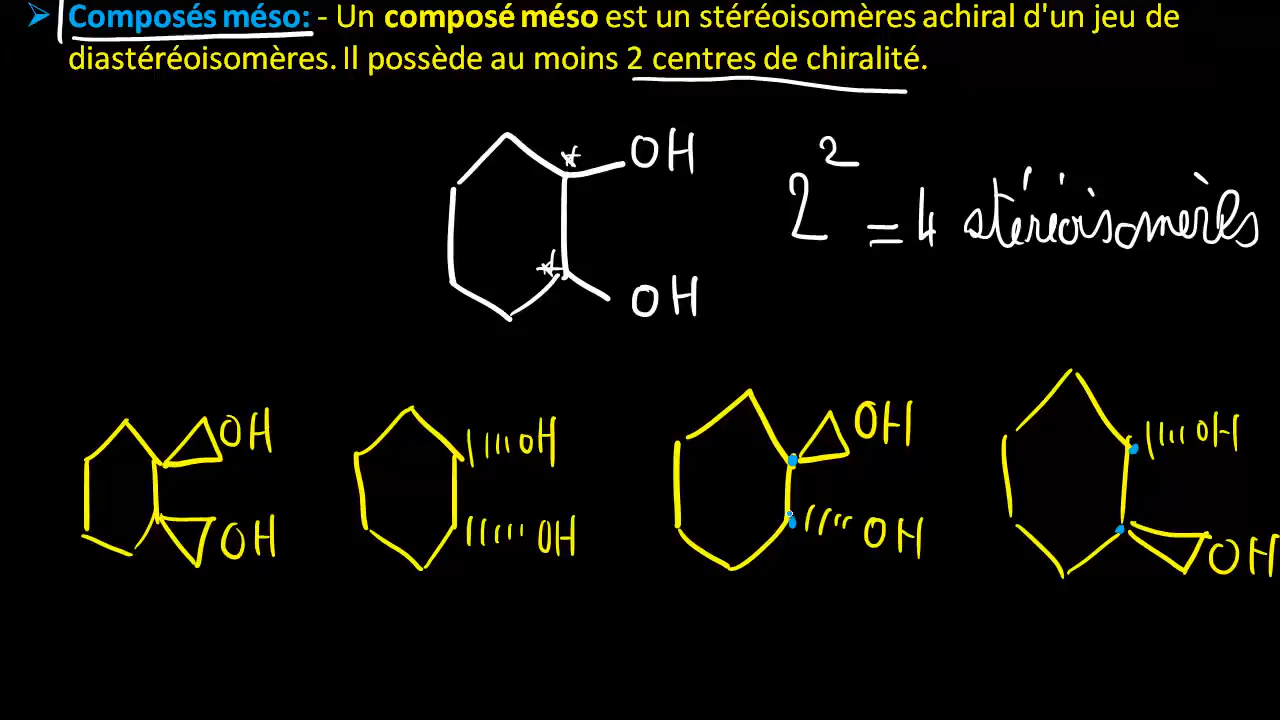 ➢ Composés méso: - Un composé méso est un stéréoisomères achiral d'un jeu de
diastéréoisomères. Il possède au moins 2 centres de chiralité.
OH
2² = 4 stéréoisomères
OH
OH OH OH OH
OH OH OH OH